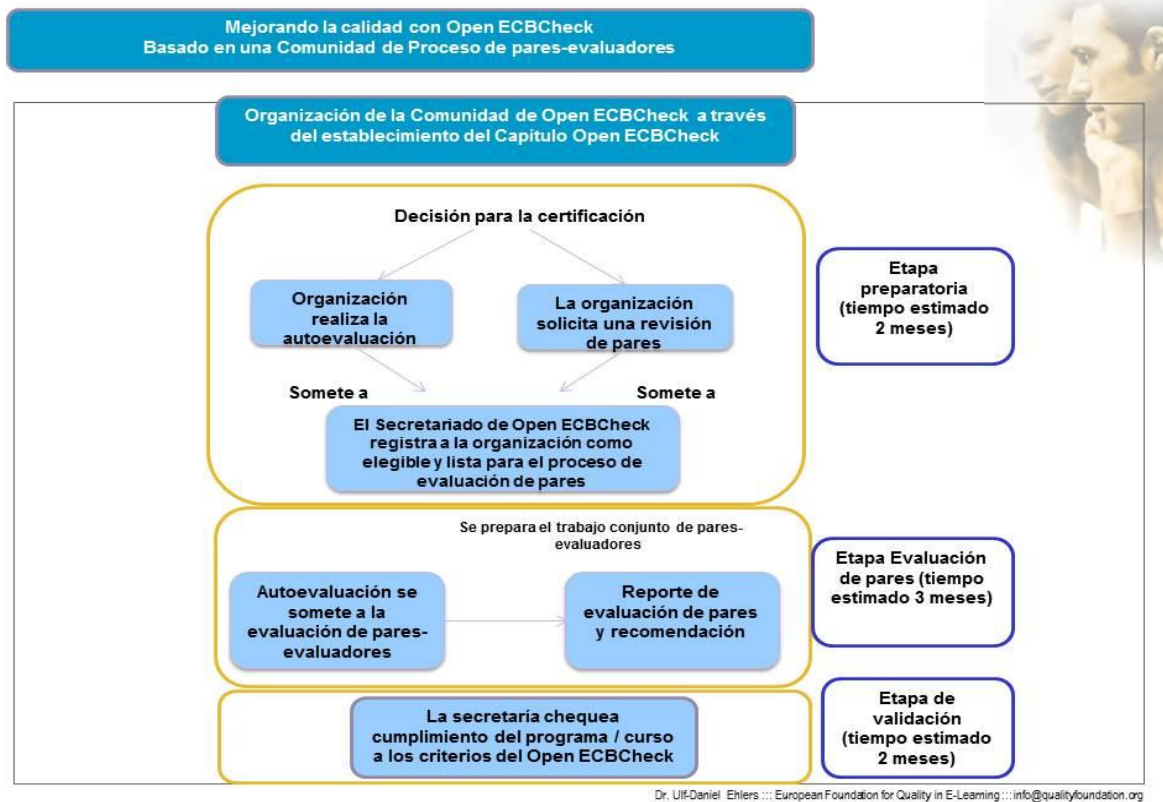 Mejorando la calidad con Open ECBCheck
Basado en una Comunidad de Proceso de pares-evaluadores
Organización de la Comunidad de Open ECBCheck a través
del establecimiento del Capítulo Open ECBCheck
Decisión para la certificación
Organización
realiza la
autoevaluación
La organización
solicita una revisión
de pares
Etapa
preparatoria
(tiempo estimado
2 meses)
Somete a
Somete a
El Secretariado de Open ECBCheck
registra a la organización como
elegible y lista para el proceso de
evaluación de pares
Se prepara el trabajo conjunto de pares-
evaluadores
Autoevaluación se
somete a la
evaluación de pares-
evaluadores
Reporte de
evaluación de pares
y recomendación
Etapa Evaluación
de pares (tiempo
estimado 3 meses)
La secretaría chequea
cumplimiento del programa / curso
a los criterios del Open ECBCheck
Etapa de
validación
(tiempo estimado
2 meses)
Dr. Ulf-Daniel Ehlers ::: European Foundation for Quality in E-Learning ::: info@qualityfoundation.org